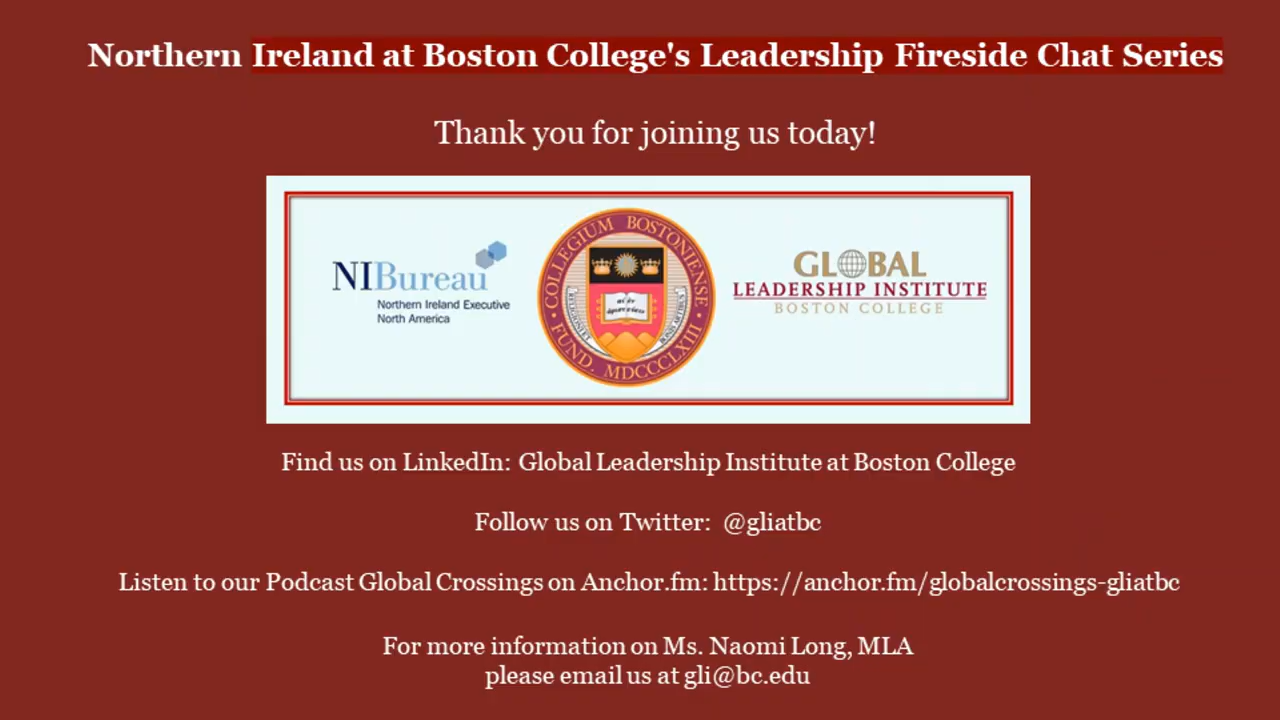 Northern Ireland at Boston College's Leadership Fireside Chat Series
Thank you for joining us today!
NIBureau
Northern Ireland Executive
North America
COLLEGIUM BOSTONIENSE
FUND. MDCCCLXIII
GLOBAL
LEADERSHIP INSTITUTE
BOSTON COLLEGE
Find us on LinkedIn: Global Leadership Institute at Boston College
Follow us on Twitter: @gliatbc
Listen to our Podcast Global Crossings on Anchor.fm: https://anchor.fm/globalcrossings-gliatbc
For more information on Ms. Naomi Long, MLA
please email us at gli@bc.edu